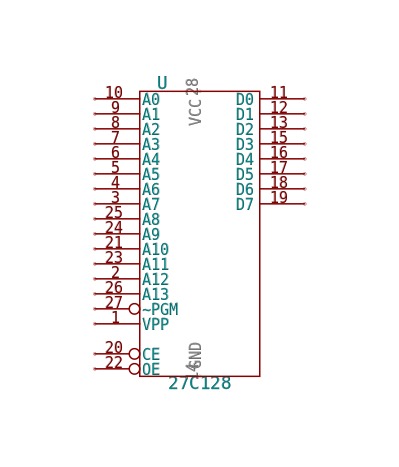 U
28
VCC
10 A0 D0 11
9 A1 D1 12
8 A2 D2 13
7 A3 D3 15
6 A4 D4 16
5 A5 D5 17
4 A6 D6 18
3 A7 D7 19
25 A8
24 A9
21 A10
23 A11
2 A12
26 A13
27 ~PGM
1 VPP
20 CE
22 OE
GND
14
27C128